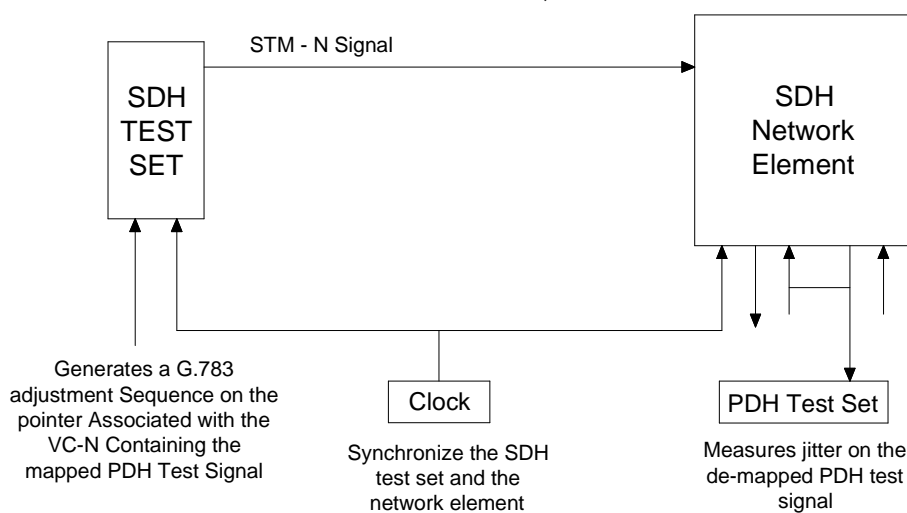 STM - N Signal
SDH
TEST
SET
SDH
Network
Element
Generates a G.783
adjustment Sequence on the
pointer Associated with the
VC-N Containing the
mapped PDH Test Signal
Clock
Synchronize the SDH
test set and the
network element
PDH Test Set
Measures jitter on the
de-mapped PDH test
signal